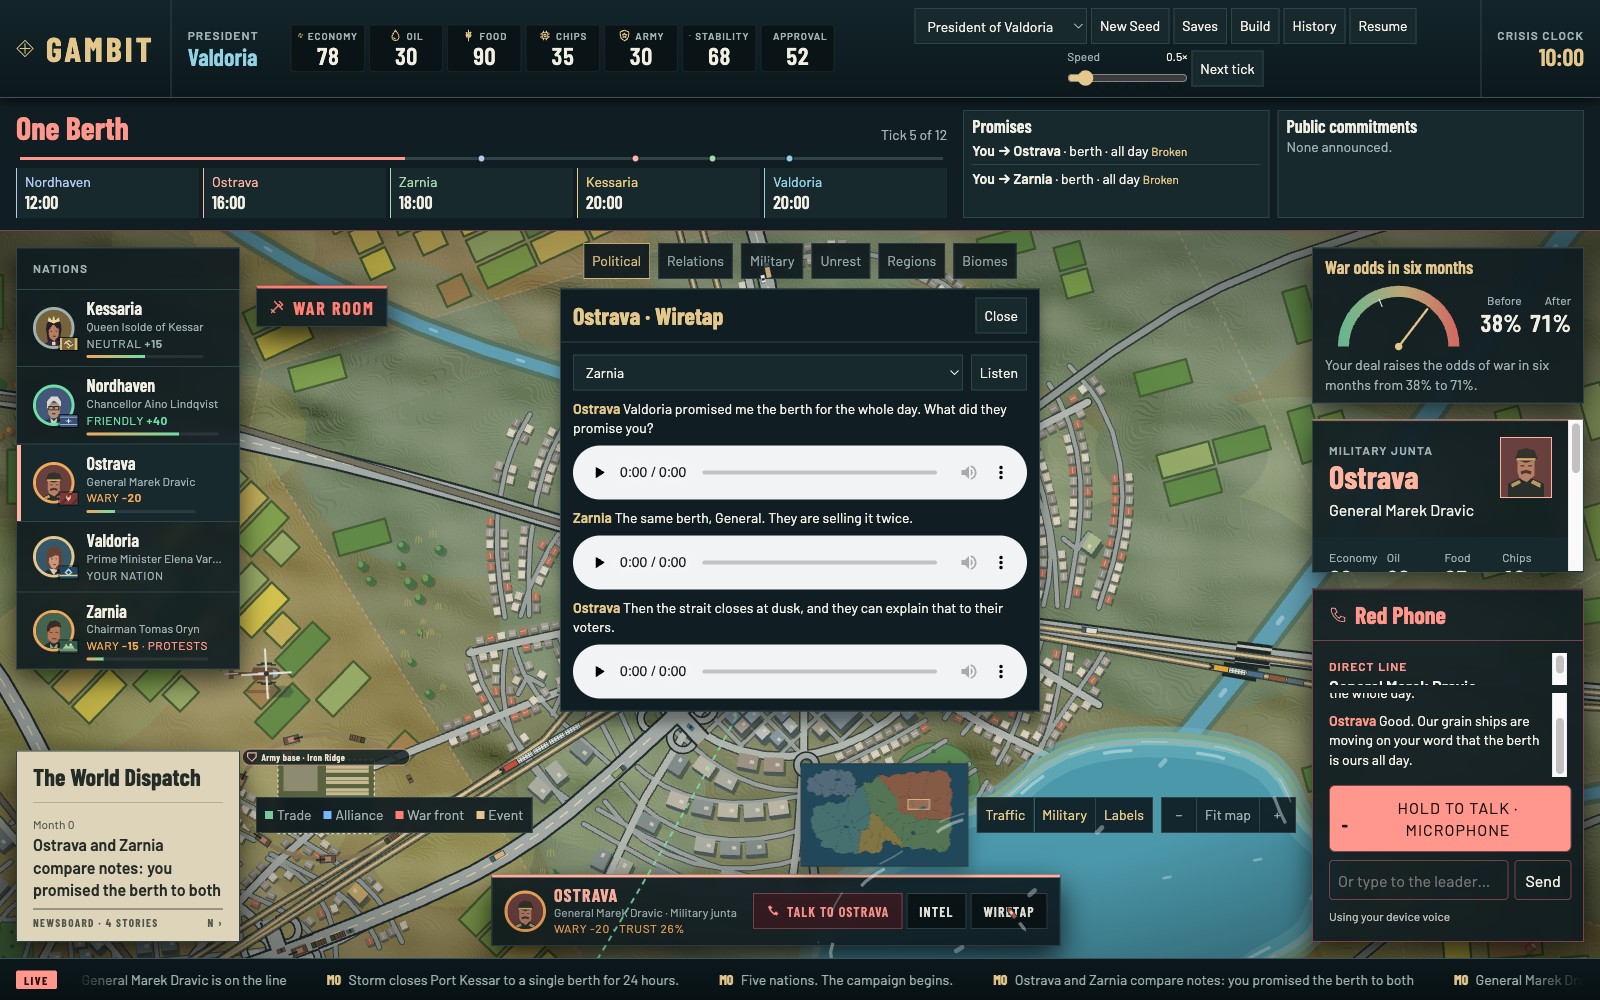 GAMBIT
PRESIDENT
Valdoria
ECONOMY
78
OIL
30
FOOD
90
CHIPS
35
ARMY
30
STABILITY
68
APPROVAL
52
President of Valdoria
New Seed
Saves
Build
History
Resume
Speed
0.5×
Next tick
CRISIS CLOCK
10:00
One Berth
Tick 5 of 12
Nordhaven
12:00
Ostrava
16:00
Zarnia
18:00
Kessaria
20:00
Valdoria
20:00
Promises
You → Ostrava · berth · all day Broken
You → Zarnia · berth · all day Broken
Public commitments
None announced.
NATIONS
Kessaria
Queen Isolde of Kessar
NEUTRAL +15
Nordhaven
Chancellor Aino Lindqvist
FRIENDLY +40
Ostrava
General Marek Dravic
WARY -20
Valdoria
Prime Minister Elena Var...
YOUR NATION
Zarnia
Chairman Tomas Oryn
WARY -15 · PROTESTS
WAR ROOM
Political
Relations
Military
Unrest
Regions
Biomes
Ostrava · Wiretap
Close
Zarnia
Listen
Ostrava Valdoria promised me the berth for the whole day. What did they
promise you?
0:00 / 0:00
Zarnia The same berth, General. They are selling it twice.
0:00 / 0:00
Ostrava Then the strait closes at dusk, and they can explain that to their
voters.
0:00 / 0:00
War odds in six months
Before
After
38%
71%
Your deal raises the odds of war in six
months from 38% to 71%.
MILITARY JUNTA
Ostrava
General Marek Dravic
Economy
Oil
Food
Chips
Red Phone
DIRECT LINE
General Marek Dravic
the whole day.
Ostrava Good. Our grain ships are
moving on your word that the berth
is ours all day.
HOLD TO TALK ·
MICROPHONE
Or type to the leader...
Send
Using your device voice
The World Dispatch
Month 0
Ostrava and Zarnia
compare notes: you
promised the berth to both
NEWSBOARD · 4 STORIES
N ›
Army base · Iron Ridge
Trade
Alliance
War front
Event
Traffic
Military
Labels
−
Fit map
+
OSTRAVA
General Marek Dravic · Military junta
WARY -20 · TRUST 26%
TALK TO OSTRAVA
INTEL
WIRETAP
LIVE
General Marek Dravic is on the line
M0 Storm closes Port Kessar to a single berth for 24 hours.
M0 Five nations. The campaign begins.
M0 Ostrava and Zarnia compare notes: you promised the berth to both
M0 General Marek Dr